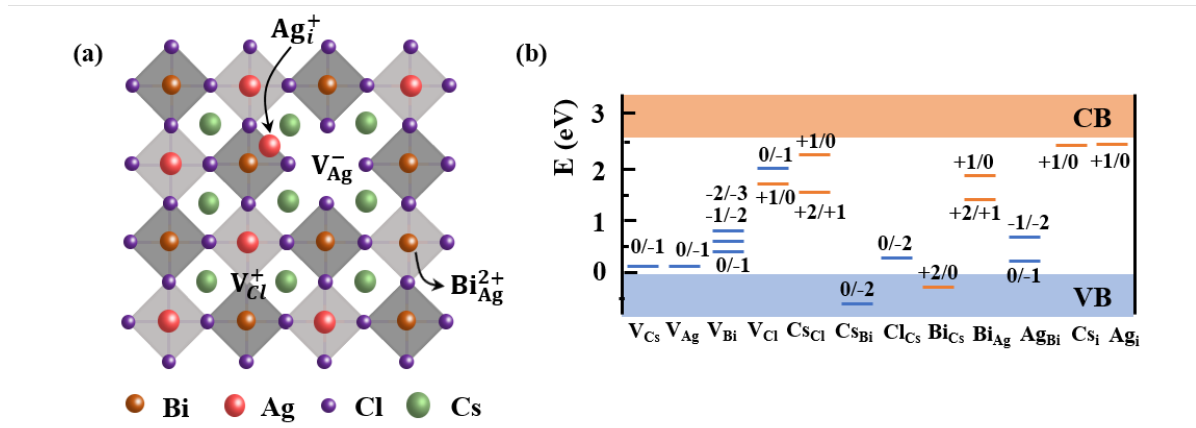 (a)
Ag_i^+
V_Ag^-
V_Cl^+
Bi_Ag^2+
Bi Ag Cl Cs
(b)
E (eV)
3
2
1
0
CB
VB
0/-1
0/-1
-2/-3
-1/-2
0/-1
0/-1
+1/0
+1/0
+2/+1
0/-2
0/-2
+2/0
+1/0
+2/+1
-1/-2
0/-1
+1/0
+1/0
V_Cs V_Ag V_Bi V_Cl Cs_Cl Cs_Bi Cl_Cs Bi_Cs Bi_Ag Ag_Bi Cs_i Ag_i